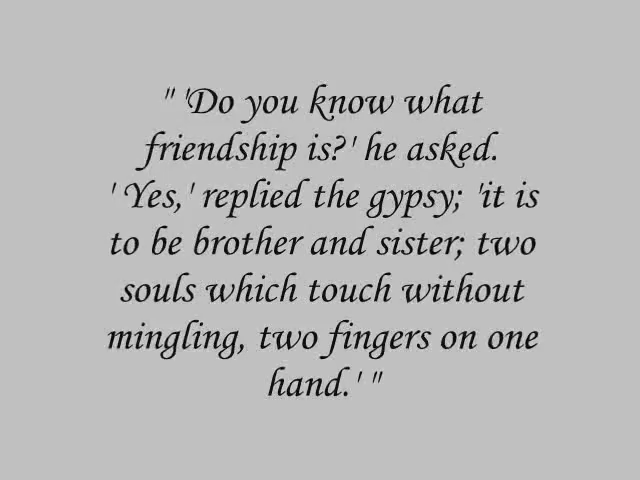 " 'Do you know what
friendship is?' he asked.
' Yes,' replied the gypsy; 'it is
to be brother and sister; two
souls which touch without
mingling, two fingers on one
hand.' "